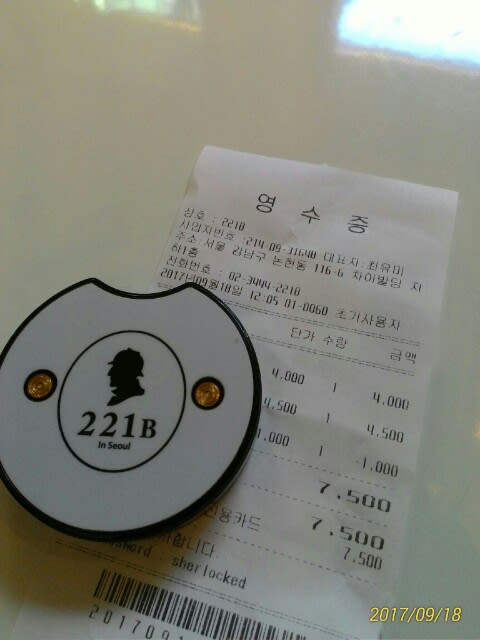 영 수 증
상호 : 221B
사업자번호 :214-09-31640 대표자 최유미
주소:서울 강남구 논현동 116-6 차이빌딩 지
하1층
전화번호 : 02-3444-2210
2017년09월18일 12:05 01-0060 초기사용자
단가 수량 금액
4,000 1 4,000
4,500 1 4,500
1,000 1 -1,000
7,500
신용카드 7,500
7,500
합니다
sherlocked
2017091
221B
In Seoul
2017/09/18